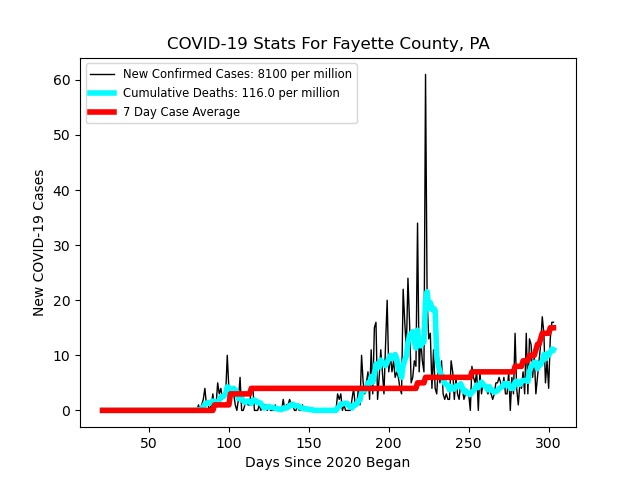 COVID-19 Stats For Fayette County, PA
New Confirmed Cases: 8100 per million
Cumulative Deaths: 116.0 per million
7 Day Case Average
New COVID-19 Cases
60
50
40
30
20
10
0
50 100 150 200 250 300
Days Since 2020 Began